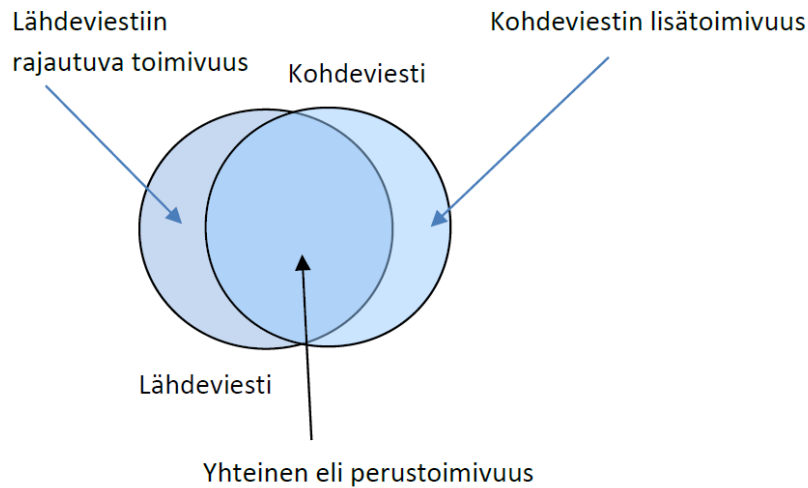 Lähdeviestiin
rajautuva toimivuus
Kohdeviestin lisätoimivuus
Kohdeviesti
Lähdeviesti
Yhteinen eli perustoimivuus